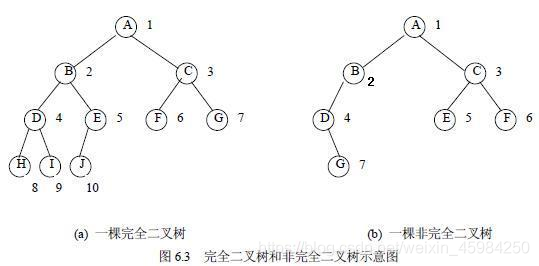 A 1
B 2 C 3
D 4 E 5 F 6 G 7
H I J
8 9 10
(a) 一棵完全二叉树
A 1
B 2 C 3
D 4 E 5 F 6
G 7
(b) 一棵非完全二叉树
图 6.3 完全二叉树和非完全二叉树示意图
https://blog.csdn.net/weixin_45984250